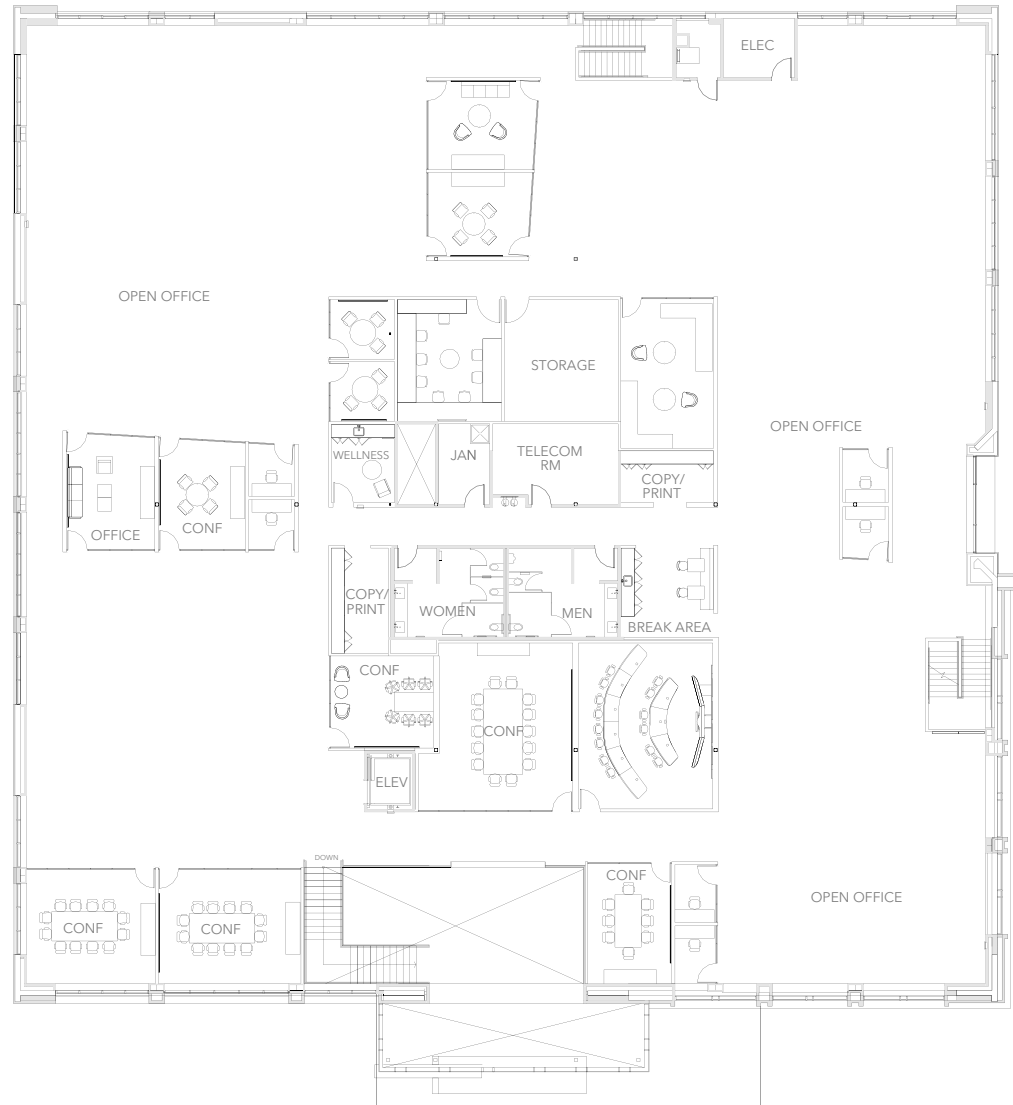 ELEC
OPEN OFFICE
STORAGE
OPEN OFFICE
WELLNESS
JAN
TELECOM
RM
COPY/
PRINT
OFFICE
CONF
COPY/
PRINT
WOMEN
MEN
BREAK AREA
CONF
CONF
ELEV
DOWN
CONF
OPEN OFFICE
CONF
CONF